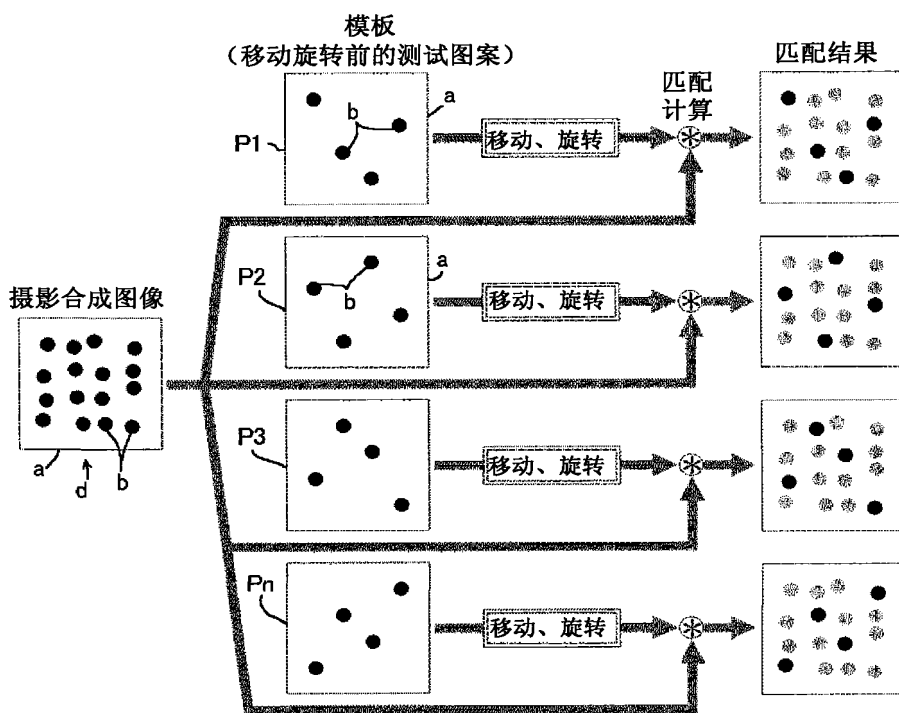 模板
（移动旋转前的测试图案）
匹配结果
匹配
计算
P1
b
a
移动、旋转
P2
b
a
移动、旋转
摄影合成图像
a
d
b
P3
移动、旋转
Pn
移动、旋转